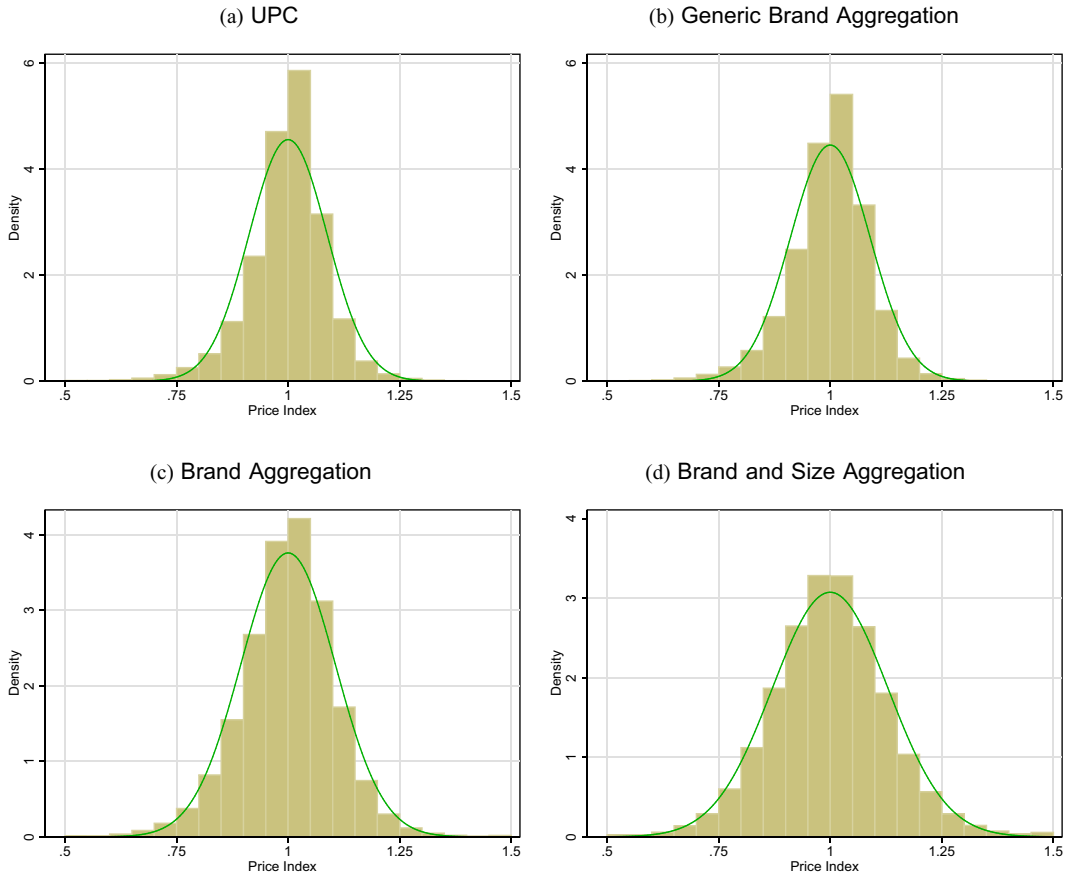 (a) UPC
Density
6
4
2
0
.5 .75 1 1.25 1.5
Price Index
(b) Generic Brand Aggregation
Density
6
4
2
0
.5 .75 1 1.25 1.5
Price Index
(c) Brand Aggregation
Density
4
3
2
1
0
.5 .75 1 1.25 1.5
Price Index
(d) Brand and Size Aggregation
Density
4
3
2
1
0
.5 .75 1 1.25 1.5
Price Index